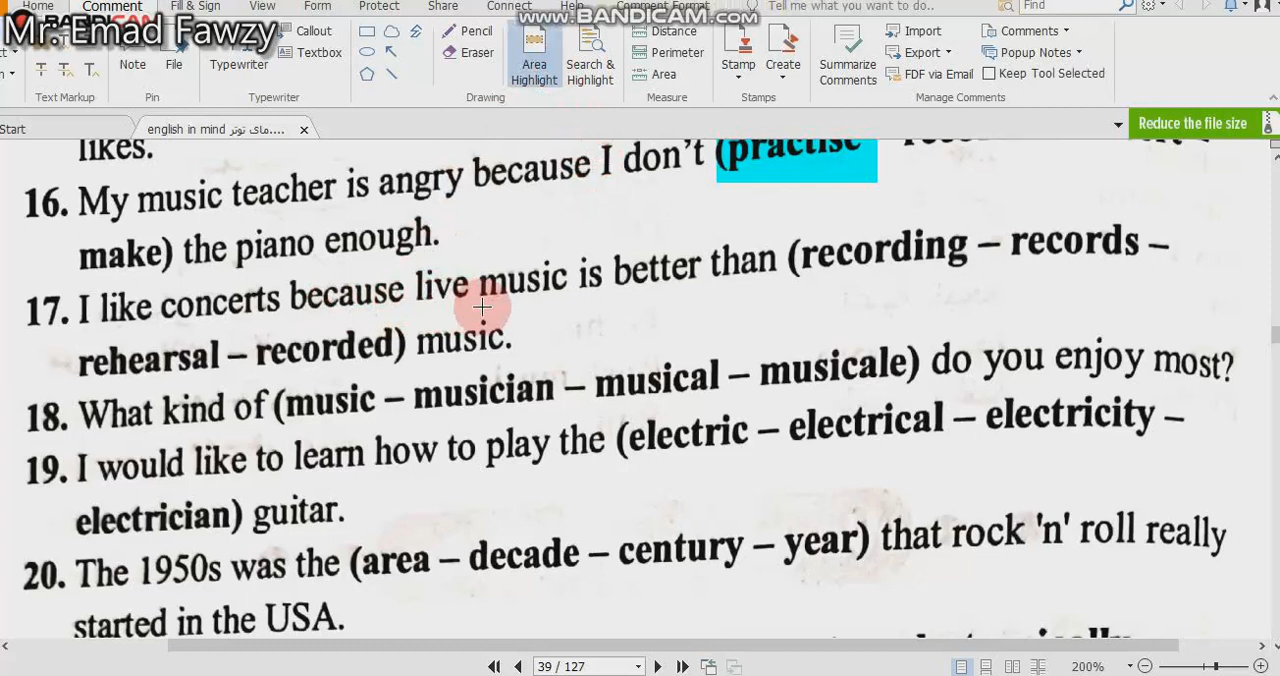 Home Comment Fill & Sign View Form Protect Share Connect Comment Format Tell me what you want to do... Find
WWW.BANDICAM.COM
Mr: Emad Fawzy
Callout Pencil Distance Import Comments
Note File Typewriter Textbox Eraser Area Highlight Search & Highlight Perimeter Stamp Create Summarize Comments Export Popup Notes
Area FDF via Email Keep Tool Selected
Text Markup Pin Typewriter Drawing Measure Stamps Manage Comments
Start english in mind ماي توتر.... Reduce the file size
likes.
16. My music teacher is angry because I don't (practise –
make) the piano enough.
17. I like concerts because live music is better than (recording – records –
rehearsal – recorded) music.
18. What kind of (music – musician – musical – musicale) do you enjoy most?
19. I would like to learn how to play the (electric – electrical – electricity –
electrician) guitar.
20. The 1950s was the (area – decade – century – year) that rock 'n' roll really
started in the USA.
39 / 127 200%